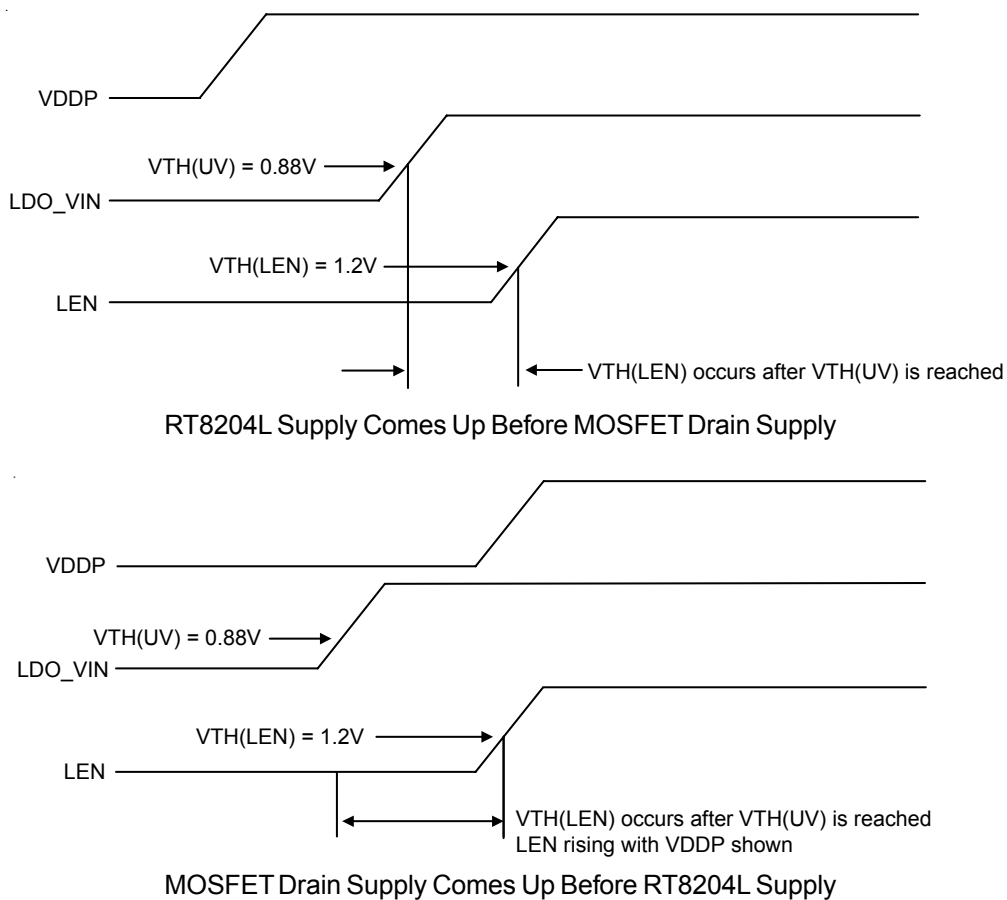 VDDP
VTH(UV) = 0.88V
LDO_VIN
VTH(LEN) = 1.2V
LEN
VTH(LEN) occurs after VTH(UV) is reached
RT8204L Supply Comes Up Before MOSFET Drain Supply
VDDP
VTH(UV) = 0.88V
LDO_VIN
VTH(LEN) = 1.2V
LEN
VTH(LEN) occurs after VTH(UV) is reached
LEN rising with VDDP shown
MOSFET Drain Supply Comes Up Before RT8204L Supply